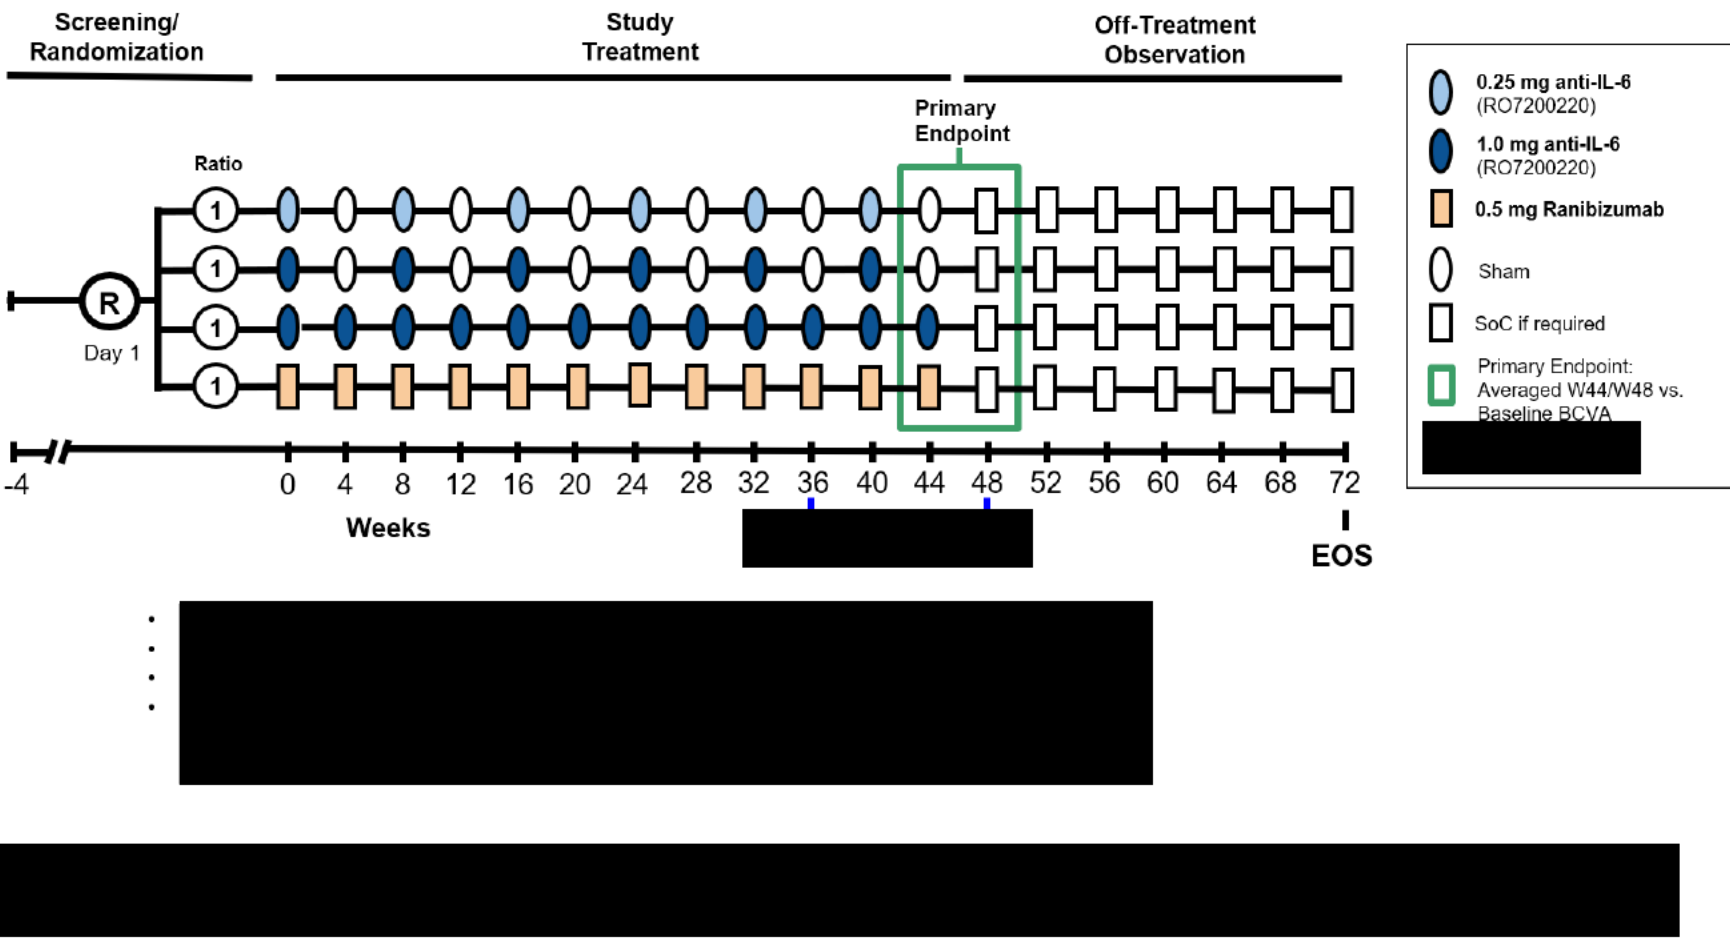 Screening/
Randomization
Study
Treatment
Off-Treatment
Observation
Primary
Endpoint
Ratio
1
1
1
1
R
Day 1
-4 0 4 8 12 16 20 24 28 32 36 40 44 48 52 56 60 64 68 72
Weeks
EOS
0.25 mg anti-IL-6
(RO7200220)
1.0 mg anti-IL-6
(RO7200220)
0.5 mg Ranibizumab
Sham
SoC if required
Primary Endpoint:
Averaged W44/W48 vs.
Baseline BCVA